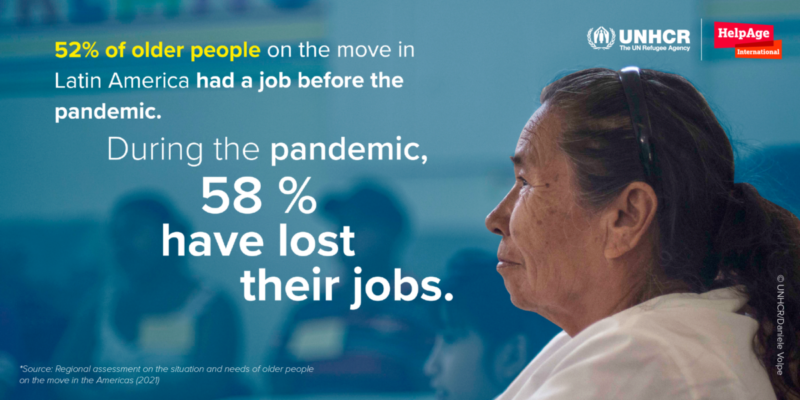 52% of older people on the move in
Latin America had a job before the
pandemic.
During the pandemic,
58 %
have lost
their jobs.
UNHCR
The UN Refugee Agency
HelpAge
International
© UNHCR/Daniele Volpe
*Source: Regional assessment on the situation and needs of older people
on the move in the Americas (2021)